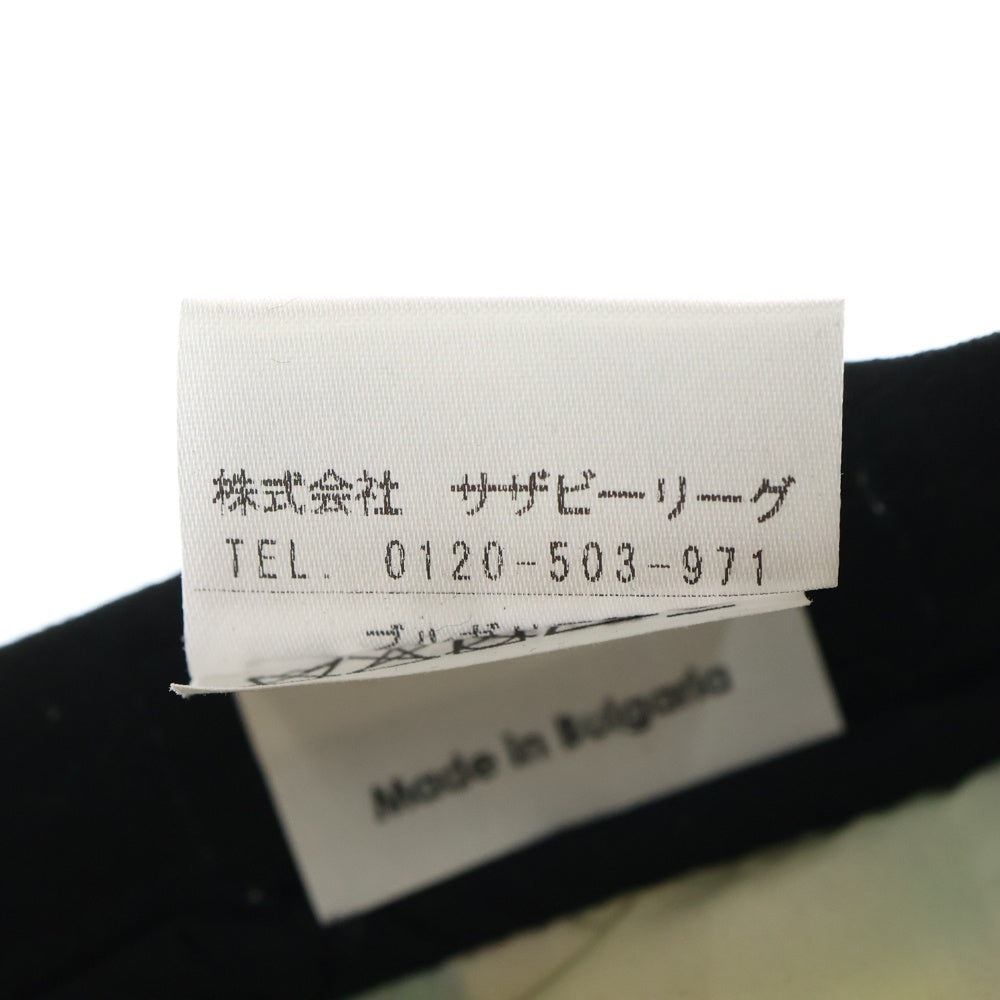 株式会社　サザビーリーグ
TEL.　0120-503-971
Made in Bulgaria